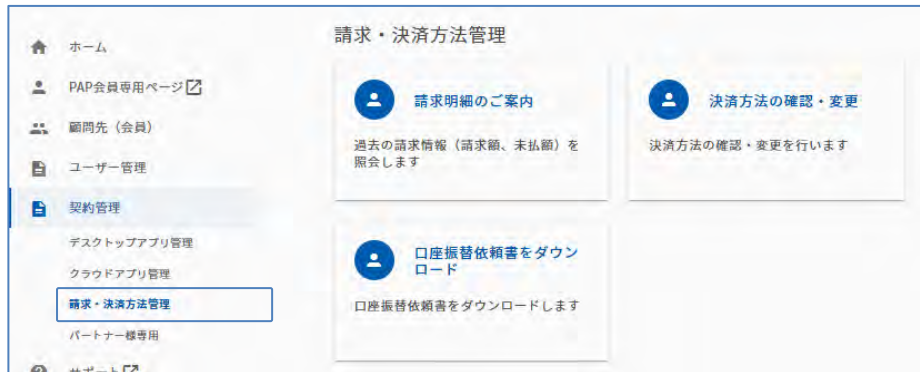 ホーム
PAP会員専用ページ
顧問先（会員）
ユーザー管理
契約管理
デスクトップアプリ管理
クラウドアプリ管理
請求・決済方法管理
パートナー様専用
サポート
請求・決済方法管理
請求明細のご案内
過去の請求情報（請求額、未払額）を
照会します
決済方法の確認・変更
決済方法の確認・変更を行います
口座振替依頼書をダウン
ロード
口座振替依頼書をダウンロードします